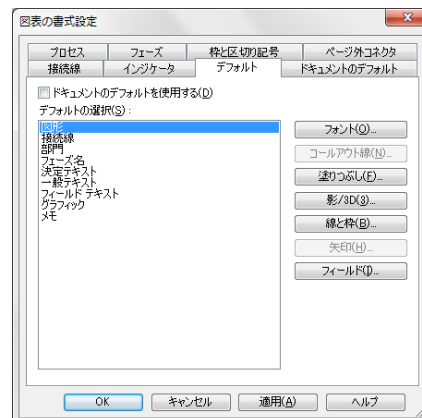 図表の書式設定
プロセス フェーズ 枠と区切り記号 ページ外コネクタ
接続線 インジケータ デフォルト ドキュメントのデフォルト
ドキュメントのデフォルトを使用する(D)
デフォルトの選択(S):
図形
接続線
部門
フェーズ名
決定テキスト
一般テキスト
フィールド テキスト
グラフィック
メモ
フォント(O)...
コールアウト線(N)...
塗りつぶし(F)...
影/3D(3)...
線と枠(B)...
矢印(H)...
フィールド(I)...
OK キャンセル 適用(A) ヘルプ